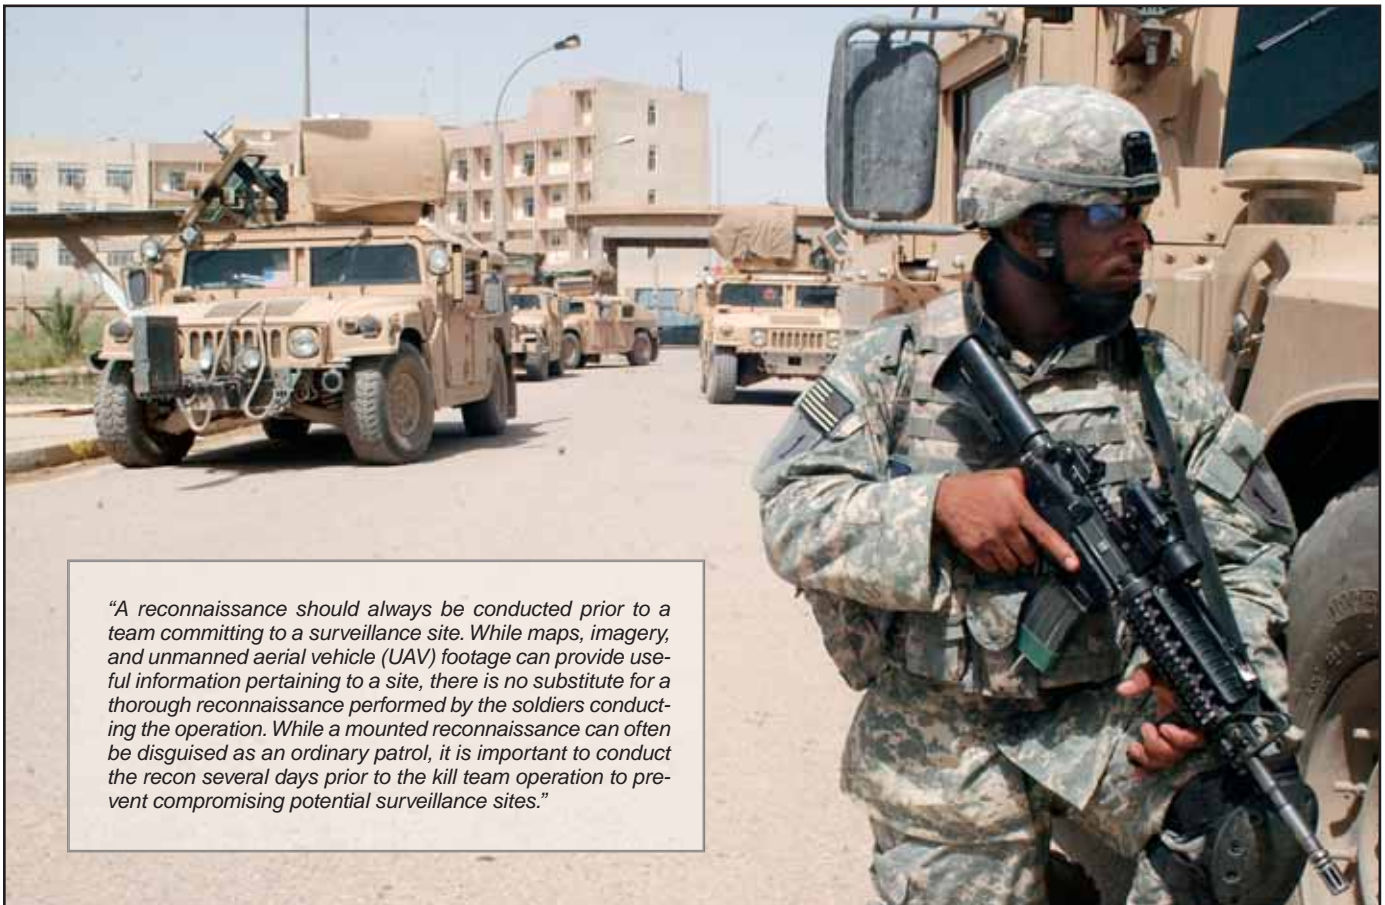 “A reconnaissance should always be conducted prior to a
team committing to a surveillance site. While maps, imagery,
and unmanned aerial vehicle (UAV) footage can provide use-
ful information pertaining to a site, there is no substitute for a
thorough reconnaissance performed by the soldiers conduct-
ing the operation. While a mounted reconnaissance can often
be disguised as an ordinary patrol, it is important to conduct
the recon several days prior to the kill team operation to pre-
vent compromising potential surveillance sites.”